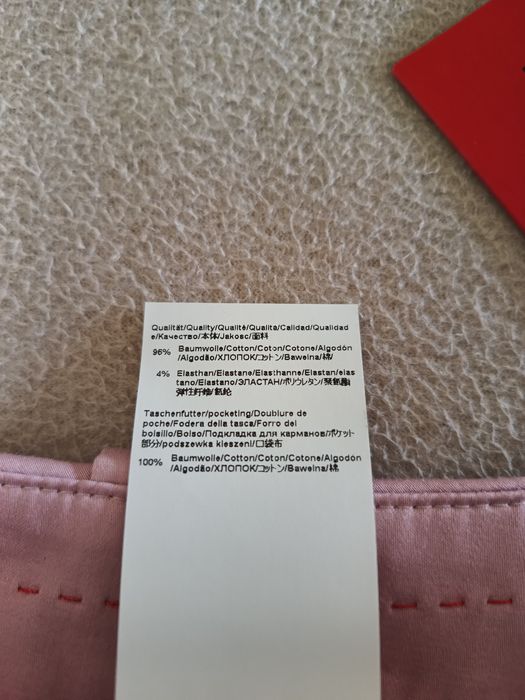 Qualität/Quality/Qualité/Qualità/Calidad/Qualidad
e/Качество/本体/Jakosc/面料
96% Baumwolle/Cotton/Coton/Cotone/Algodón
/Algodão/ХЛОПОК/コットン/Bawelna/棉/
4% Elasthan/Elastane/Elasthanne/Elastan/elas
tano/Elastano/ЭЛАСТАН/ポリウレタン/聚氨酯
弹性纤维/氨纶
Taschenfutter/pocketing/Doublure de
poche/Fodera della tasca/Forro del
bolsillo/Bolso/Подкладка для карманов/ポケット
部分/podszewka kieszeni/口袋布
100% Baumwolle/Cotton/Coton/Cotone/Algodón
/Algodão/ХЛОПОК/コットン/Bawelna/棉